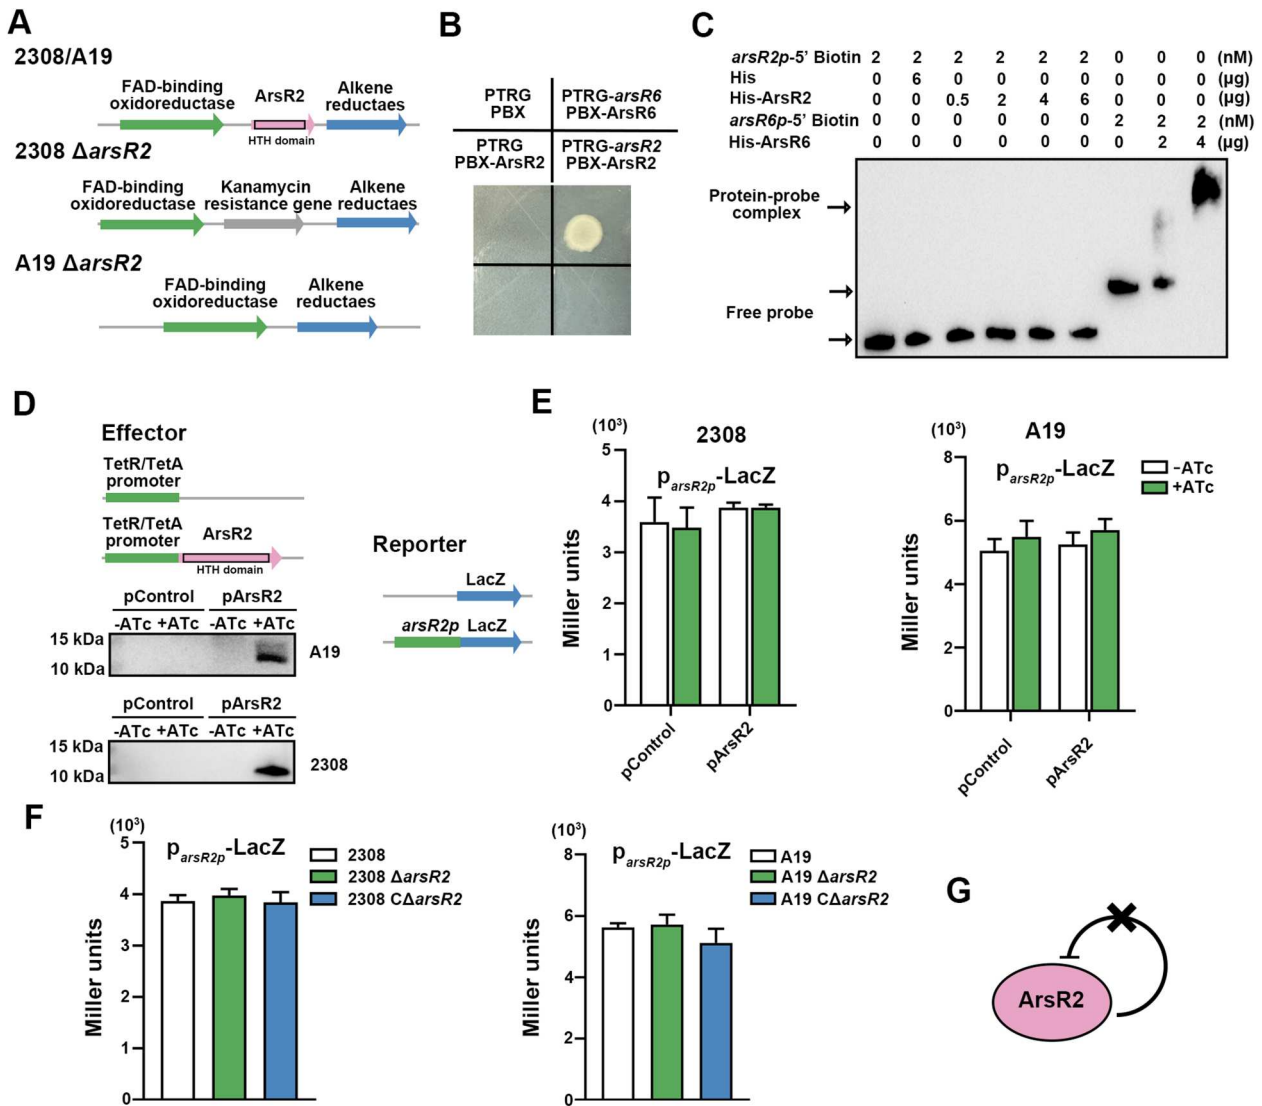 A
2308/A19
FAD-binding
oxidoreductase
ArsR2
Alkene
reductaes
HTH domain
2308 ΔarsR2
FAD-binding
oxidoreductase
Kanamycin
resistance gene
Alkene
reductaes
A19 ΔarsR2
FAD-binding
oxidoreductase
Alkene
reductaes
B
PTRG
PBX
PTRG-arsR6
PBX-ArsR6
PTRG
PBX-ArsR2
PTRG-arsR2
PBX-ArsR2
C
arsR2p-5' Biotin 2 2 2 2 2 2 0 0 0 (nM)
His 0 6 0 0 0 0 0 0 0 (μg)
His-ArsR2 0 0 0.5 2 4 6 0 0 0 (μg)
arsR6p-5' Biotin 0 0 0 0 0 0 2 2 2 (nM)
His-ArsR6 0 0 0 0 0 0 0 2 4 (μg)
Protein-probe
complex
Free probe
D
Effector
TetR/TetA
promoter
TetR/TetA
promoter
ArsR2
HTH domain
Reporter
LacZ
arsR2p LacZ
pControl pArsR2
-ATc +ATc -ATc +ATc
15 kDa
10 kDa
A19
pControl pArsR2
-ATc +ATc -ATc +ATc
15 kDa
10 kDa
2308
E
(10³)
2308
parsR2p-LacZ
Miller units
5
4
3
2
1
0
pControl
pArsR2
(10³)
A19
parsR2p-LacZ
-ATc
+ATc
Miller units
8
6
4
2
0
pControl
pArsR2
F
(10³)
parsR2p-LacZ
2308
2308 ΔarsR2
2308 CΔarsR2
Miller units
5
4
3
2
1
0
(10³)
parsR2p-LacZ
A19
A19 ΔarsR2
A19 CΔarsR2
Miller units
8
6
4
2
0
G
ArsR2